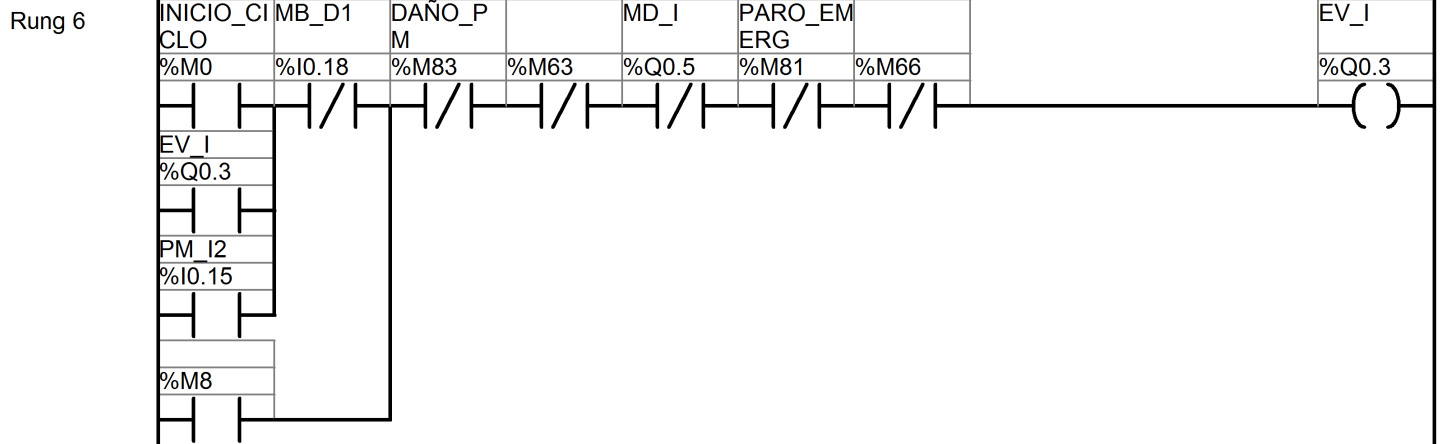 Rung 6
INICIO_CI MB_D1 DAÑO_P MD_I PARO_EM EV_I
CLO M ERG
%M0 %I0.18 %M83 %M63 %Q0.5 %M81 %M66 %Q0.3
EV_I
%Q0.3
PM_I2
%I0.15
%M8